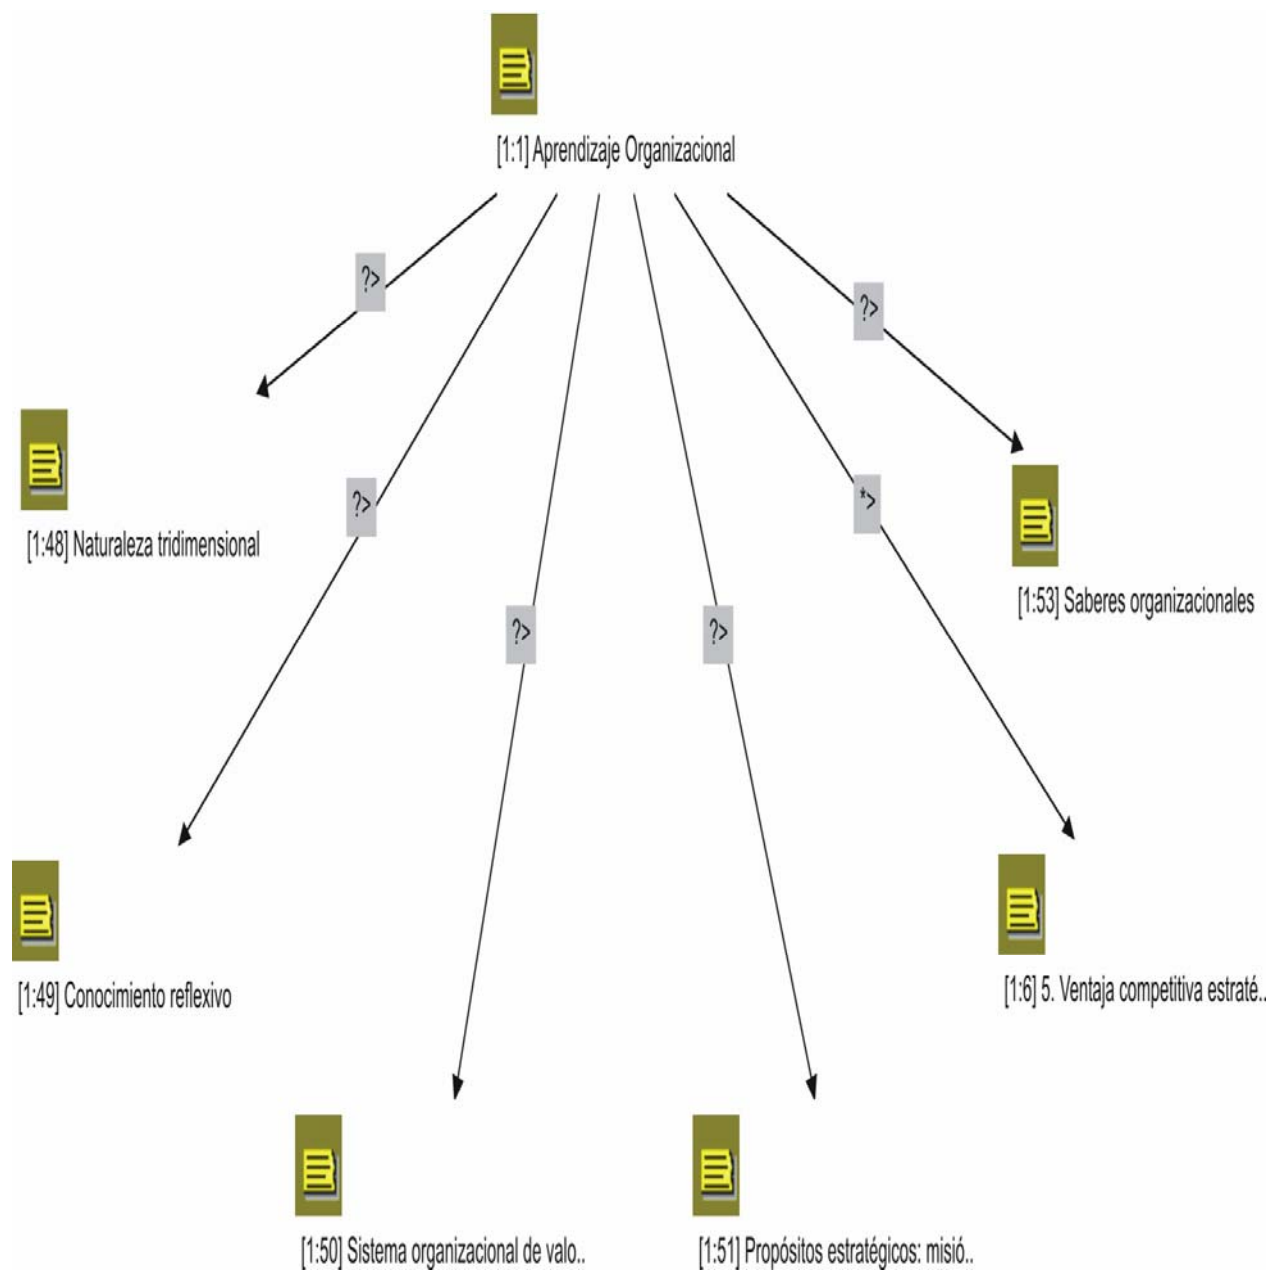 [1:1] Aprendizaje Organizacional
?>
?>
[1:48] Naturaleza tridimensional
?>
*>
[1:53] Saberes organizacionales
?>
?>
[1:49] Conocimiento reflexivo
[1:6] 5. Ventaja competitiva estraté..
[1:50] Sistema organizacional de valo..
[1:51] Propósitos estratégicos: misió..